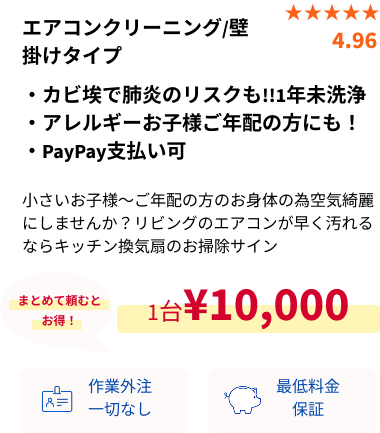 エアコンクリーニング/壁
掛けタイプ
★★★★★
4.96
・カビ埃で肺炎のリスクも!!1年未洗浄
・アレルギーお子様ご年配の方にも！
・PayPay支払い可
小さいお子様〜ご年配の方のお身体の為空気綺麗
にしませんか？リビングのエアコンが早く汚れる
ならキッチン換気扇のお掃除サイン
まとめて頼むと
お得！
1台¥10,000
作業外注
一切なし
最低料金
保証